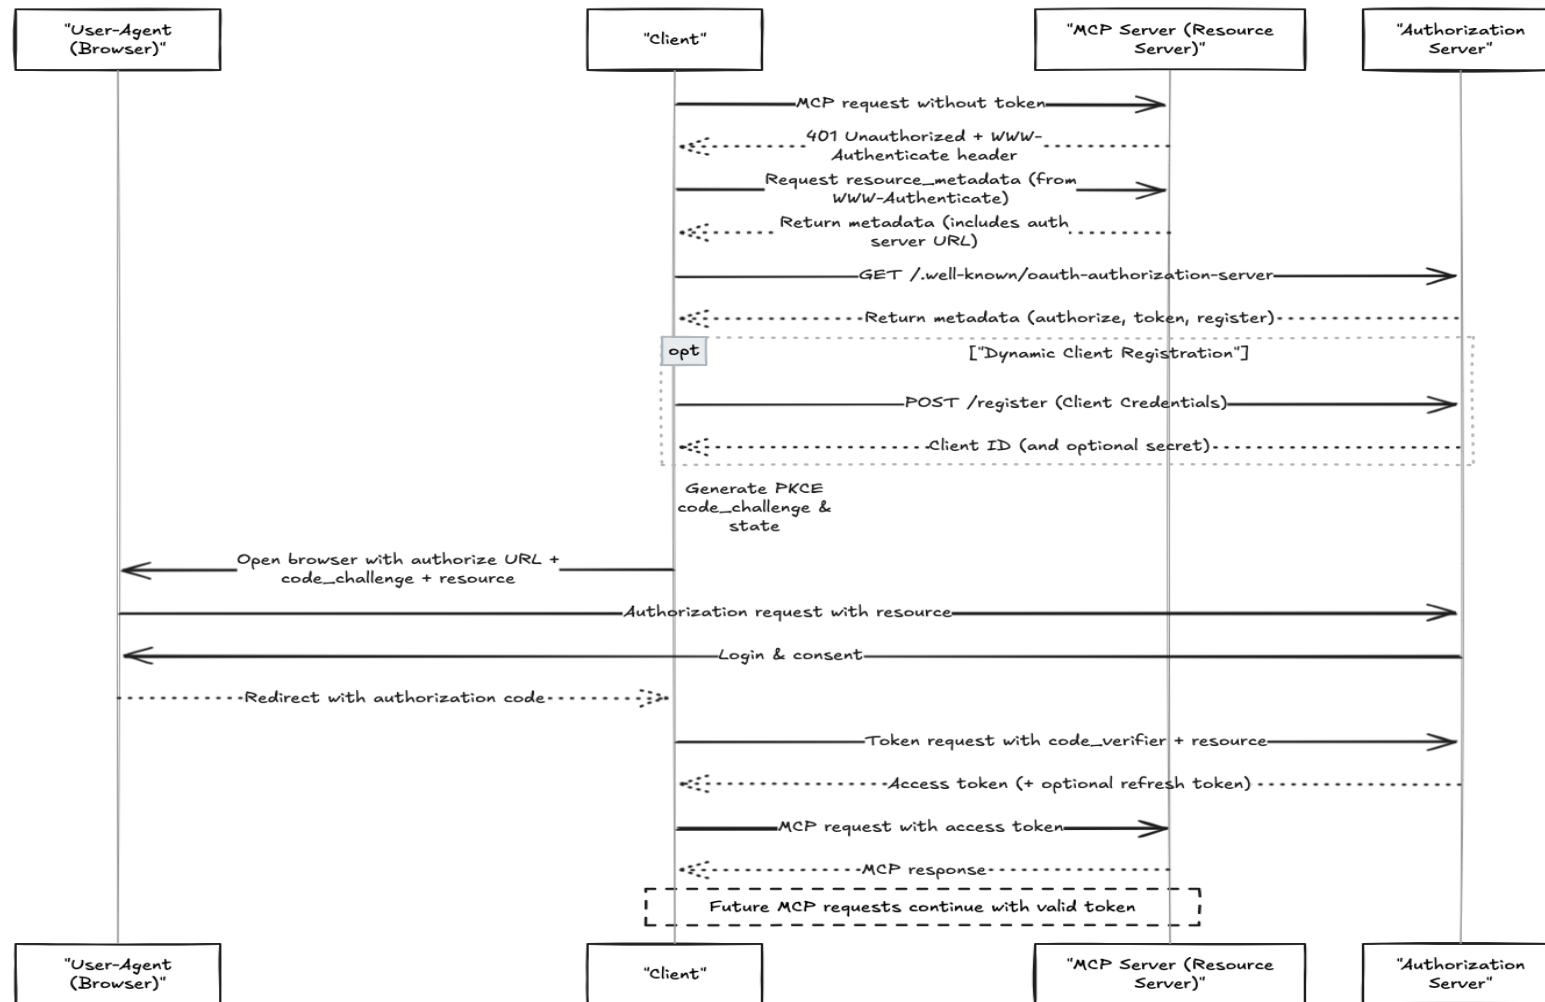 "User-Agent
(Browser)"
"Client"
"MCP Server (Resource
Server)"
"Authorization
Server"
MCP request without token
401 Unauthorized + WWW-
Authenticate header
Request resource_metadata (from
WWW-Authenticate)
Return metadata (includes auth
server URL)
GET /.well-known/oauth-authorization-server
Return metadata (authorize, token, register)
opt
["Dynamic Client Registration"]
POST /register (Client Credentials)
Client ID (and optional secret)
Generate PKCE
code_challenge &
state
Open browser with authorize URL +
code_challenge + resource
Authorization request with resource
Login & consent
Redirect with authorization code
Token request with code_verifier + resource
Access token (+ optional refresh token)
MCP request with access token
MCP response
Future MCP requests continue with valid token
"User-Agent
(Browser)"
"Client"
"MCP Server (Resource
Server)"
"Authorization
Server"